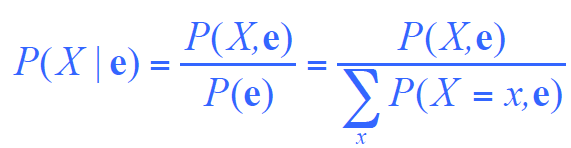 P(X | e) = P(X,e) / P(e) = P(X,e) / ∑x P(X = x,e)